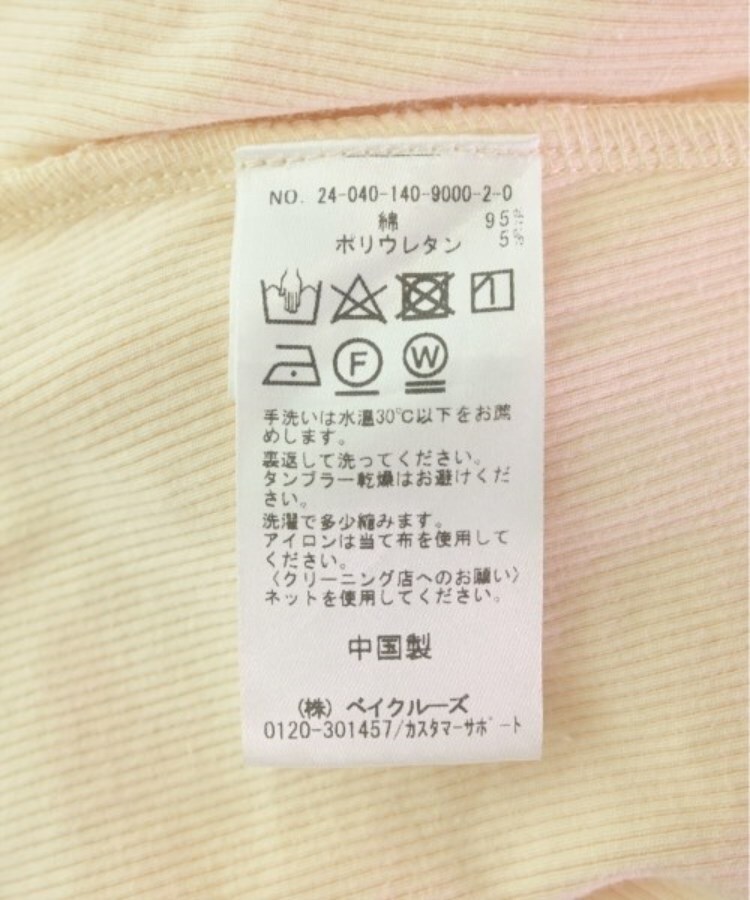 NO. 24-040-140-9000-2-0
綿 95%
ポリウレタン 5%
F W
手洗いは水温30℃以下をお薦
めします。
裏返して洗ってください。
タンブラー乾燥はお避けくだ
さい。
洗濯で多少縮みます。
アイロンは当て布を使用して
ください。
〈クリーニング店へのお願い〉
ネットを使用してください。
中国製
(株) ベイクルーズ
0120-301457/カスタマーサポート